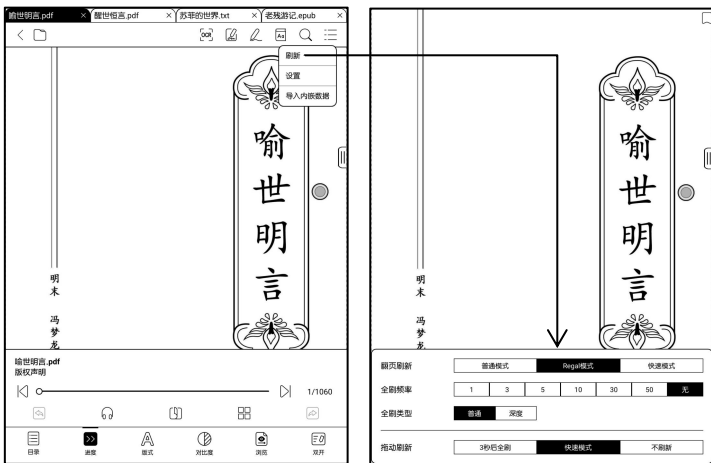 喻世明言.pdf × 醒世恒言.pdf × 苏菲的世界.txt × 老残游记.epub ×
OCR Aa
刷新
设置
导入内嵌数据
喻世明言
明末 冯梦龙
喻世明言.pdf
版权声明
1/1060
目录 进度 版式 对比度 浏览 双开
喻世明言
明末 冯梦龙
翻页刷新 普通模式 Regal模式 快速模式
全刷频率 1 3 5 10 30 50 无
全刷类型 普通 深度
拖动刷新 3秒后全刷 快速模式 不刷新